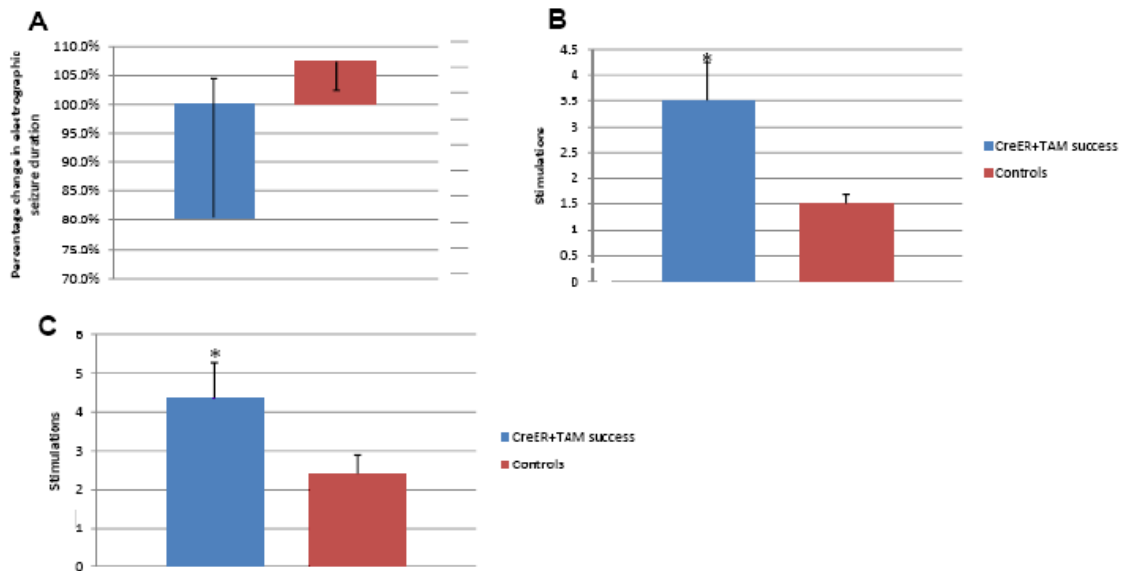 A
Percentage change in electrographic
seizure duration
110.0%
105.0%
100.0%
95.0%
90.0%
85.0%
80.0%
75.0%
70.0%
B
Stimulations
4.5
4
3.5
3
2.5
2
1.5
1
0.5
0
*
CreER+TAM success
Controls
C
Stimulations
6
5
4
3
2
1
0
*
CreER+TAM success
Controls